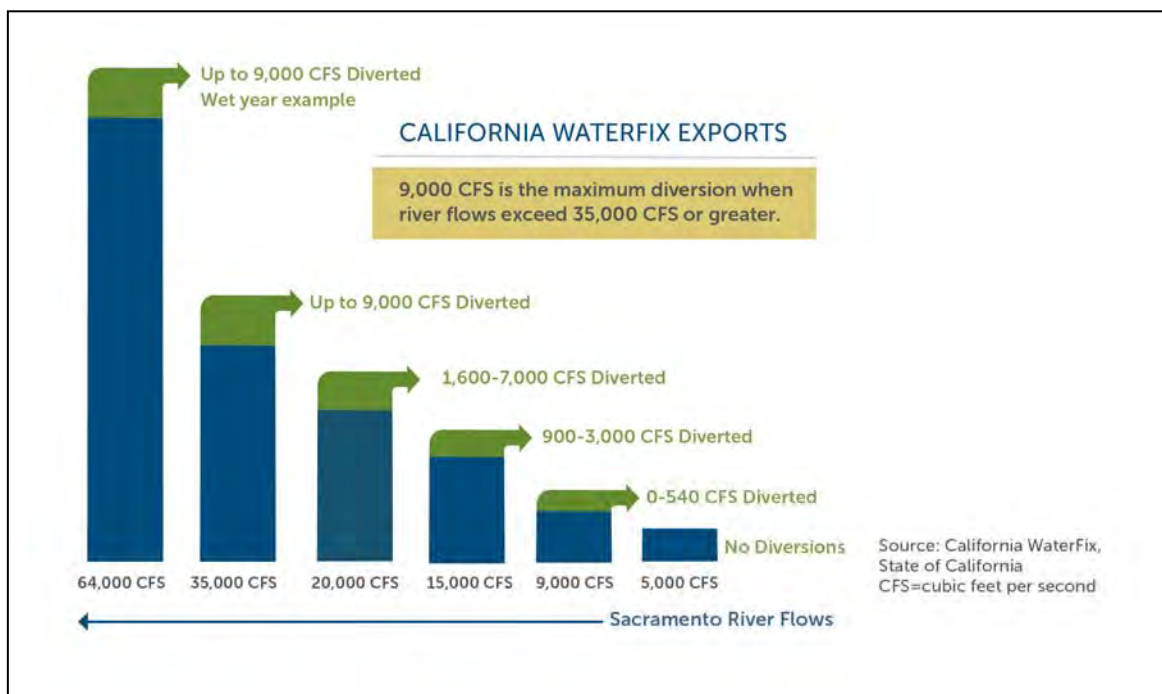 Up to 9,000 CFS Diverted
Wet year example
CALIFORNIA WATERFIX EXPORTS
9,000 CFS is the maximum diversion when
river flows exceed 35,000 CFS or greater.
Up to 9,000 CFS Diverted
1,600-7,000 CFS Diverted
900-3,000 CFS Diverted
0-540 CFS Diverted
No Diversions
Source: California WaterFix,
State of California
CFS=cubic feet per second
64,000 CFS
35,000 CFS
20,000 CFS
15,000 CFS
9,000 CFS
5,000 CFS
Sacramento River Flows